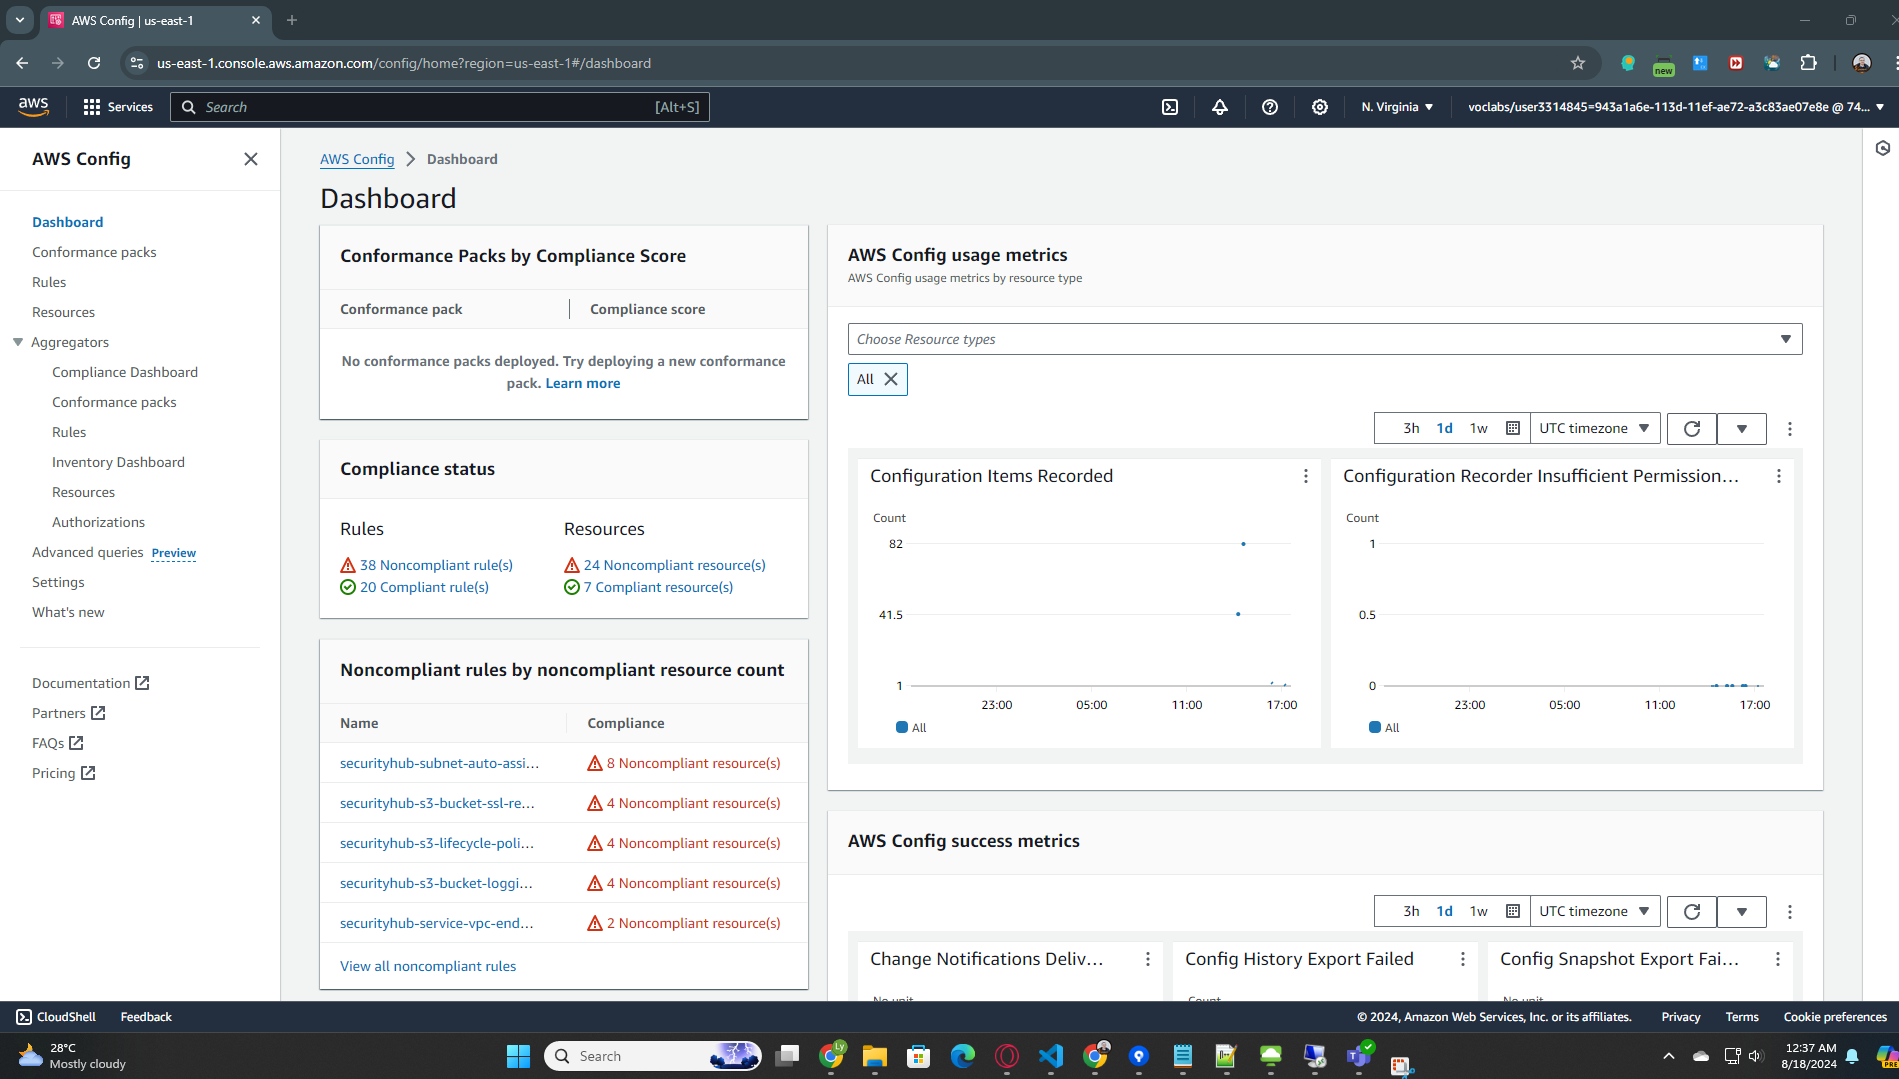 AWS Config | us-east-1
us-east-1.console.aws.amazon.com/config/home?region=us-east-1#/dashboard
new
aws
Services
Search
[Alt+S]
N. Virginia
voclabs/user3314845=943a1a6e-113d-11ef-ae72-a3c83ae07e8e @ 74...
AWS Config
Dashboard
Conformance packs
Rules
Resources
Aggregators
Compliance Dashboard
Conformance packs
Rules
Inventory Dashboard
Resources
Authorizations
Advanced queries Preview
Settings
What's new
Documentation
Partners
FAQs
Pricing
AWS Config > Dashboard
Dashboard
Conformance Packs by Compliance Score
Conformance pack
Compliance score
No conformance packs deployed. Try deploying a new conformance
pack. Learn more
Compliance status
Rules
Resources
38 Noncompliant rule(s)
24 Noncompliant resource(s)
20 Compliant rule(s)
7 Compliant resource(s)
Noncompliant rules by noncompliant resource count
Name
Compliance
securityhub-subnet-auto-assi...
8 Noncompliant resource(s)
securityhub-s3-bucket-ssl-re...
4 Noncompliant resource(s)
securityhub-s3-lifecycle-poli...
4 Noncompliant resource(s)
securityhub-s3-bucket-loggi...
4 Noncompliant resource(s)
securityhub-service-vpc-end...
2 Noncompliant resource(s)
View all noncompliant rules
AWS Config usage metrics
AWS Config usage metrics by resource type
Choose Resource types
All
3h 1d 1w
UTC timezone
Configuration Items Recorded
Count
82
41.5
1
23:00 05:00 11:00 17:00
All
Configuration Recorder Insufficient Permission...
Count
1
0.5
0
23:00 05:00 11:00 17:00
All
AWS Config success metrics
3h 1d 1w
UTC timezone
Change Notifications Deliv...
No unit
Config History Export Failed
Count
Config Snapshot Export Fai...
No unit
CloudShell
Feedback
© 2024, Amazon Web Services, Inc. or its affiliates.
Privacy
Terms
Cookie preferences
28°C
Mostly cloudy
Search
Ly
12:37 AM
8/18/2024
PRE